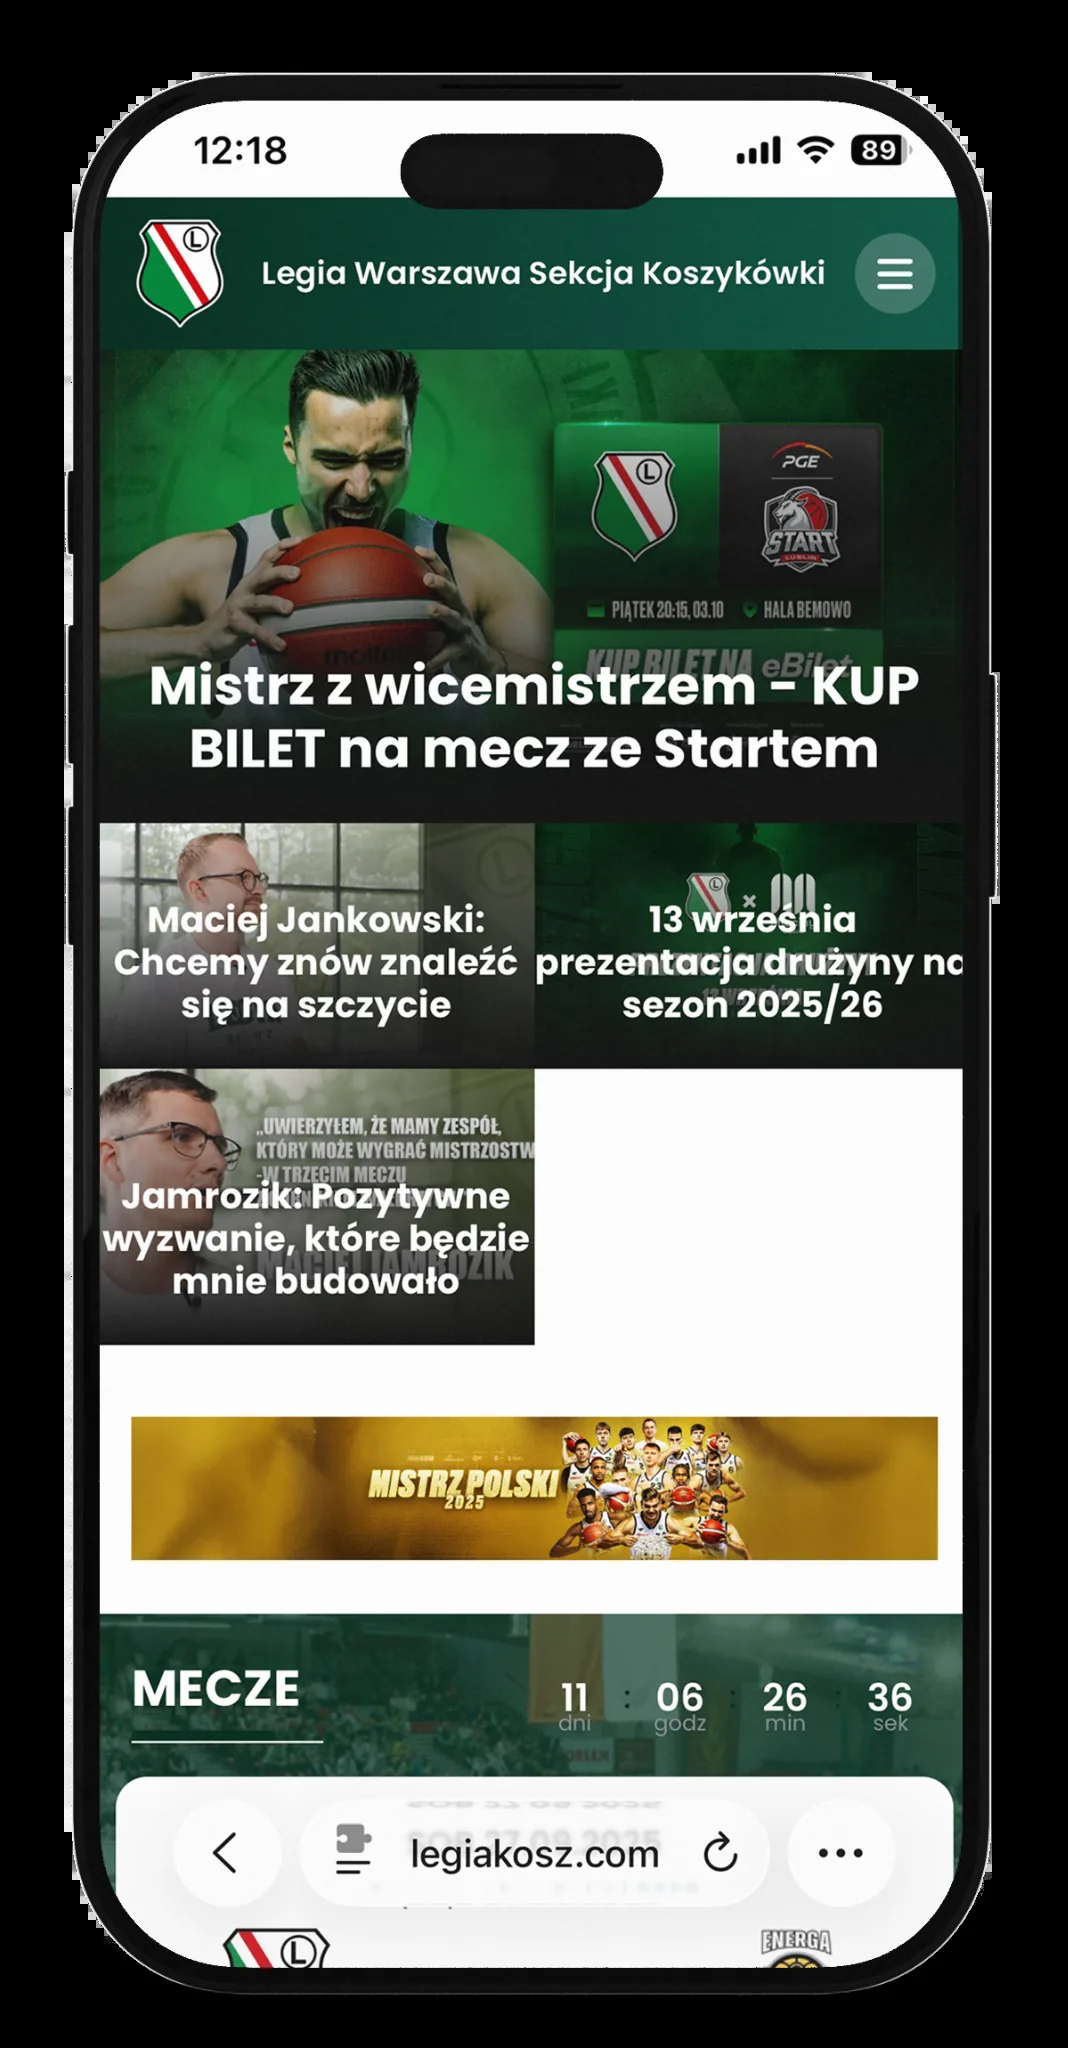 12:18
89
L
Legia Warszawa Sekcja Koszykówki
L
PGE
START
LUBLIN
PIĄTEK 20:15, 03.10
HALA BEMOWO
KUP BILET NA eBilet
molten
Mistrz z wicemistrzem - KUP
BILET na mecz ze Startem
Maciej Jankowski:
Chcemy znów znaleźć
się na szczycie
L
13 września
prezentacja drużyny na
sezon 2025/26
„UWIERZYŁEM, ŻE MAMY ZESPÓŁ,
KTÓRY MOŻE WYGRAĆ MISTRZOSTW
-W TRZECIM MECZU
Jamrozik: Pozytywne
wyzwanie, które będzie
mnie budowało
MACIEJ JAMROZIK
MISTRZ POLSKI
2025
MECZE
11 : 06 : 26 : 36
dni godz min sek
ORLEN
SOB 27.09.2025
legiakosz.com
L
ENERGA